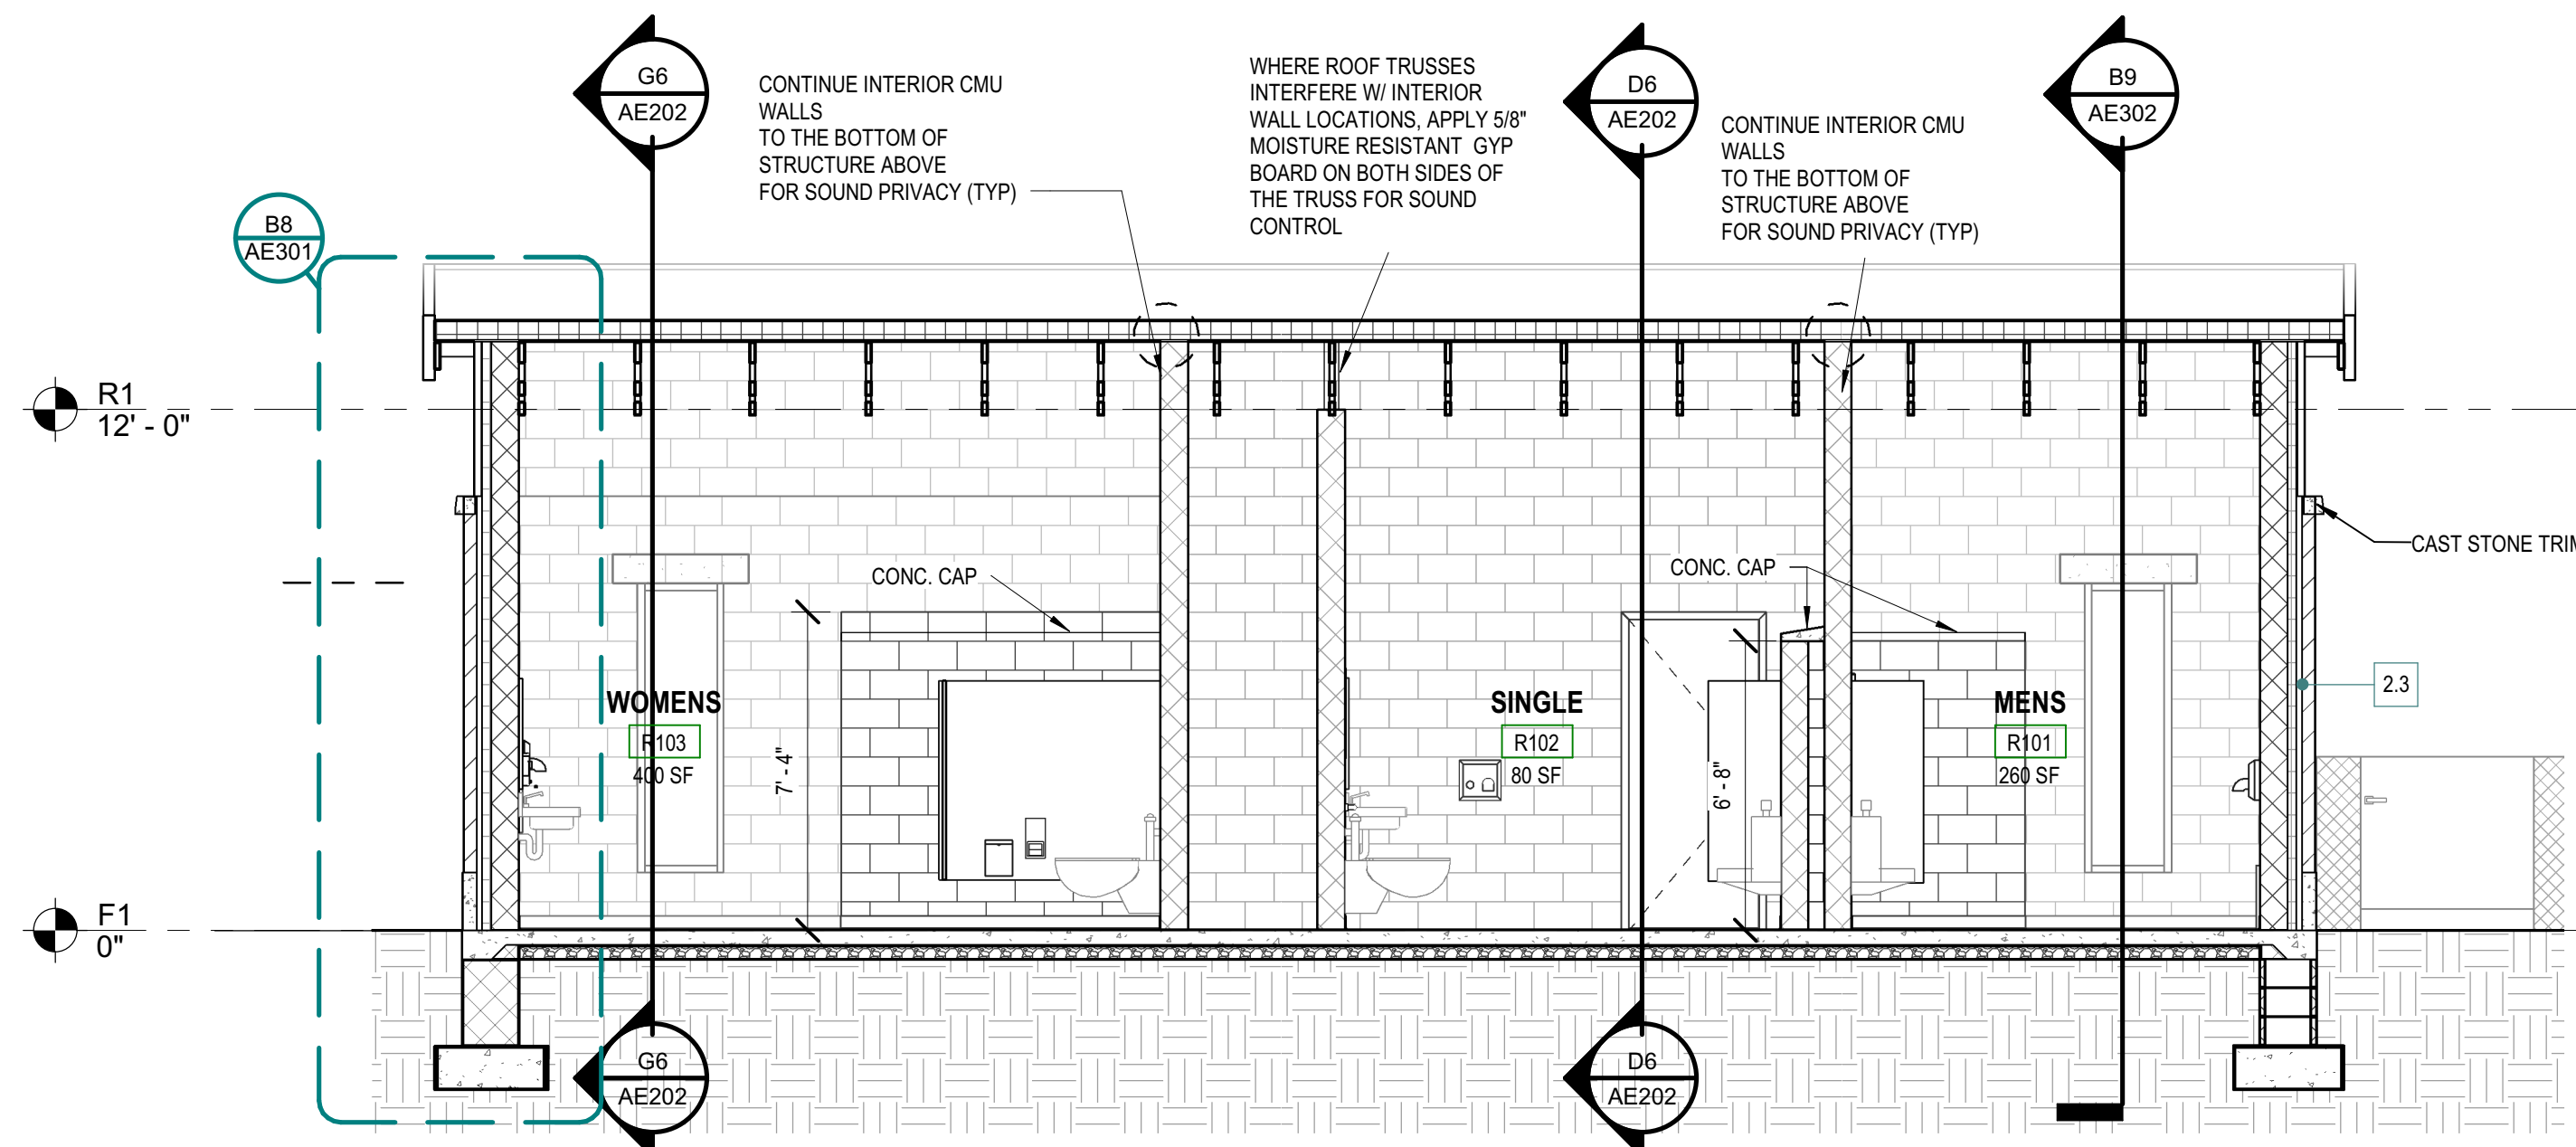 G6
AE202
CONTINUE INTERIOR CMU
WALLS
TO THE BOTTOM OF
STRUCTURE ABOVE
FOR SOUND PRIVACY (TYP)
WHERE ROOF TRUSSES
INTERFERE W/ INTERIOR
WALL LOCATIONS, APPLY 5/8"
MOISTURE RESISTANT GYP
BOARD ON BOTH SIDES OF
THE TRUSS FOR SOUND
CONTROL
D6
AE202
CONTINUE INTERIOR CMU
WALLS
TO THE BOTTOM OF
STRUCTURE ABOVE
FOR SOUND PRIVACY (TYP)
B9
AE302
B8
AE301
R1
12' - 0"
CONC. CAP
CONC. CAP
CAST STONE TRIM
WOMENS
R103
400 SF
7' - 4"
SINGLE
R102
80 SF
6' - 8"
MENS
R101
260 SF
2.3
F1
0"
G6
AE202
D6
AE202